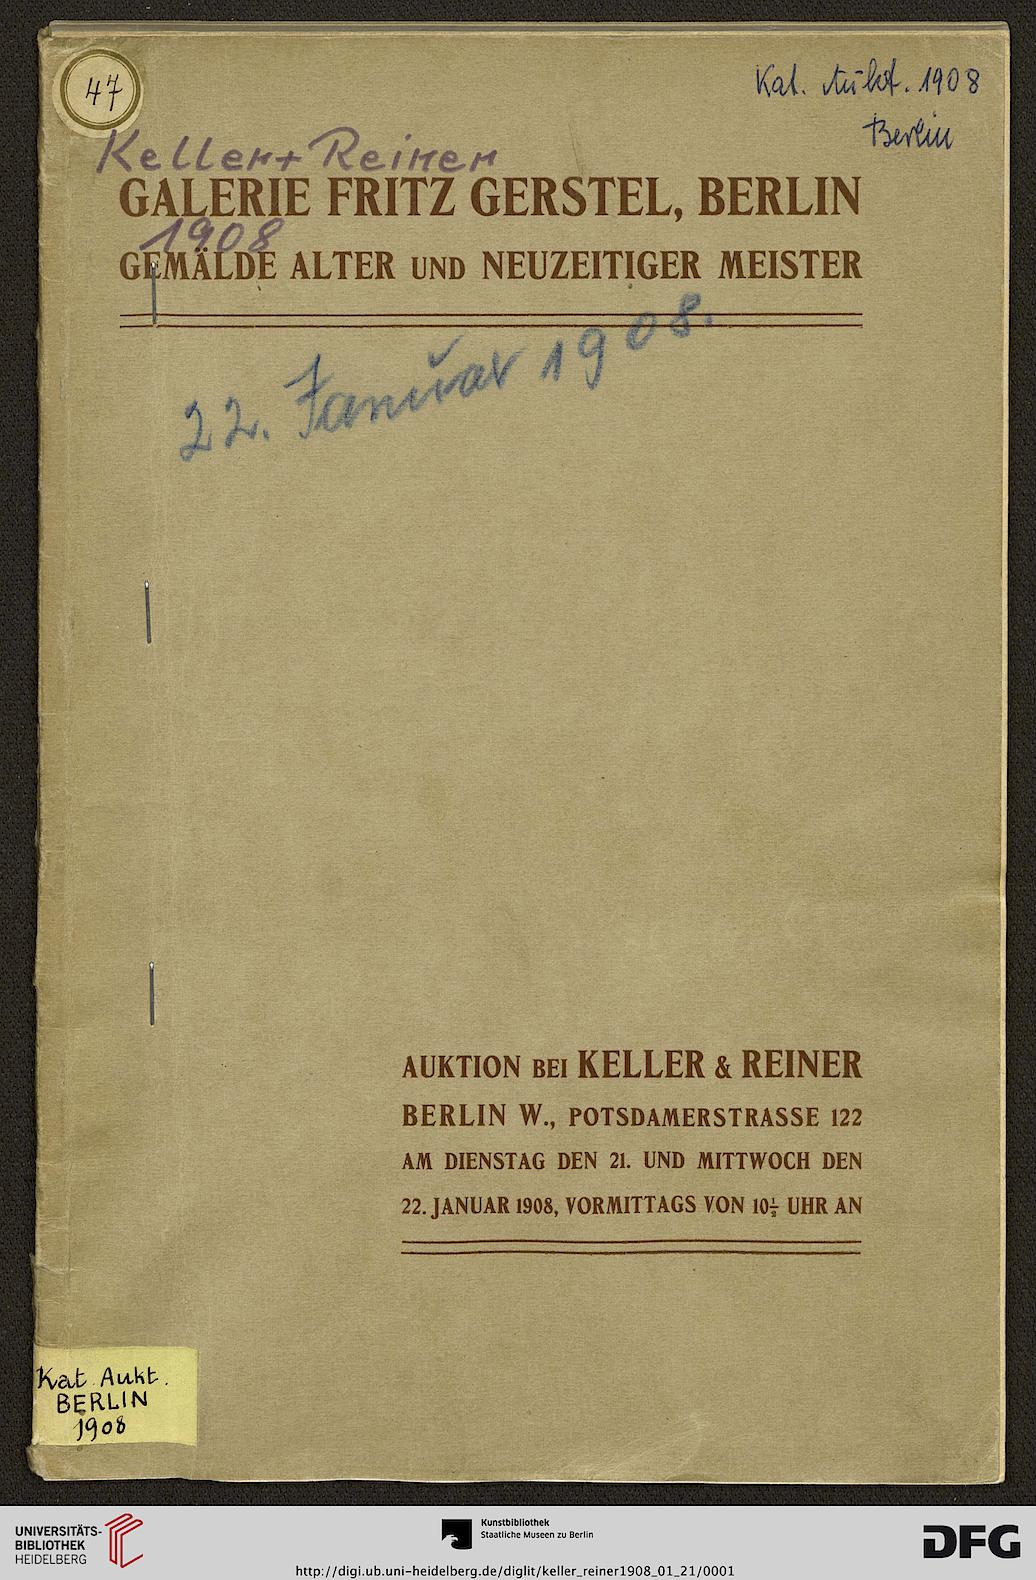 47
Kat. Aukt. 1908
Berlin
Keller + Reiner
GALERIE FRITZ GERSTEL, BERLIN
1908
GEMÄLDE ALTER UND NEUZEITIGER MEISTER
22. Januar 1908.
AUKTION BEI KELLER & REINER
BERLIN W., POTSDAMERSTRASSE 122
AM DIENSTAG DEN 21. UND MITTWOCH DEN
22. JANUAR 1908, VORMITTAGS VON 10½ UHR AN
Kat. Aukt.
BERLIN
1908
UNIVERSITÄTS-
BIBLIOTHEK
HEIDELBERG
Kunstbibliothek
Staatliche Museen zu Berlin
DFG
http://digi.ub.uni-heidelberg.de/diglit/keller_reiner1908_01_21/0001